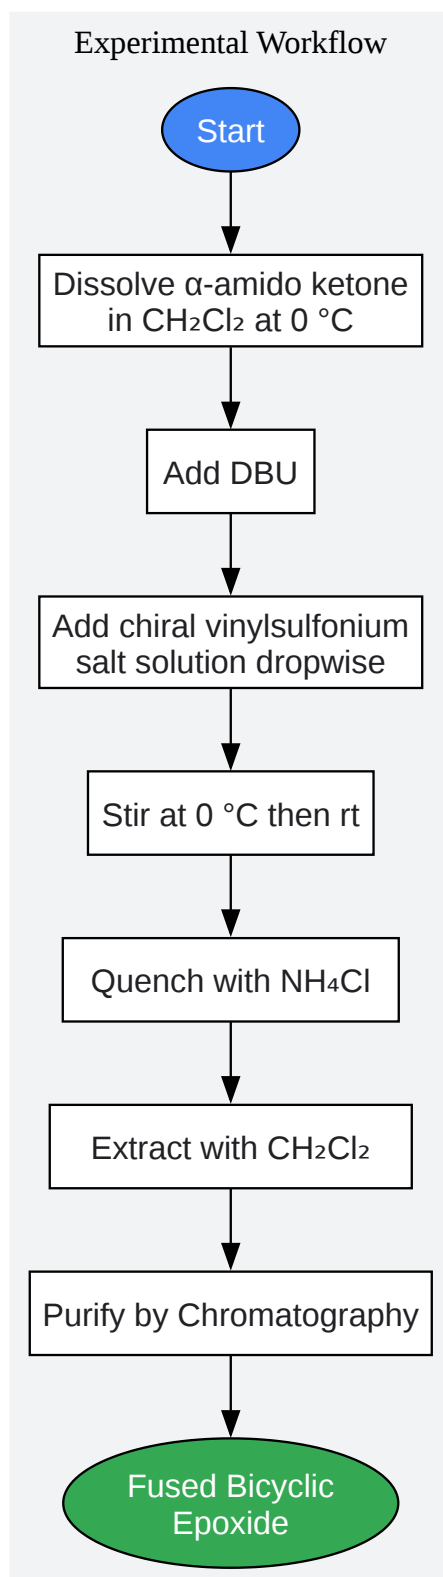 Experimental Workflow
Start
Dissolve α-amido ketone
in CH₂Cl₂ at 0 °C
Add DBU
Add chiral vinylsulfonium
salt solution dropwise
Stir at 0 °C then rt
Quench with NH₄Cl
Extract with CH₂Cl₂
Purify by Chromatography
Fused Bicyclic
Epoxide